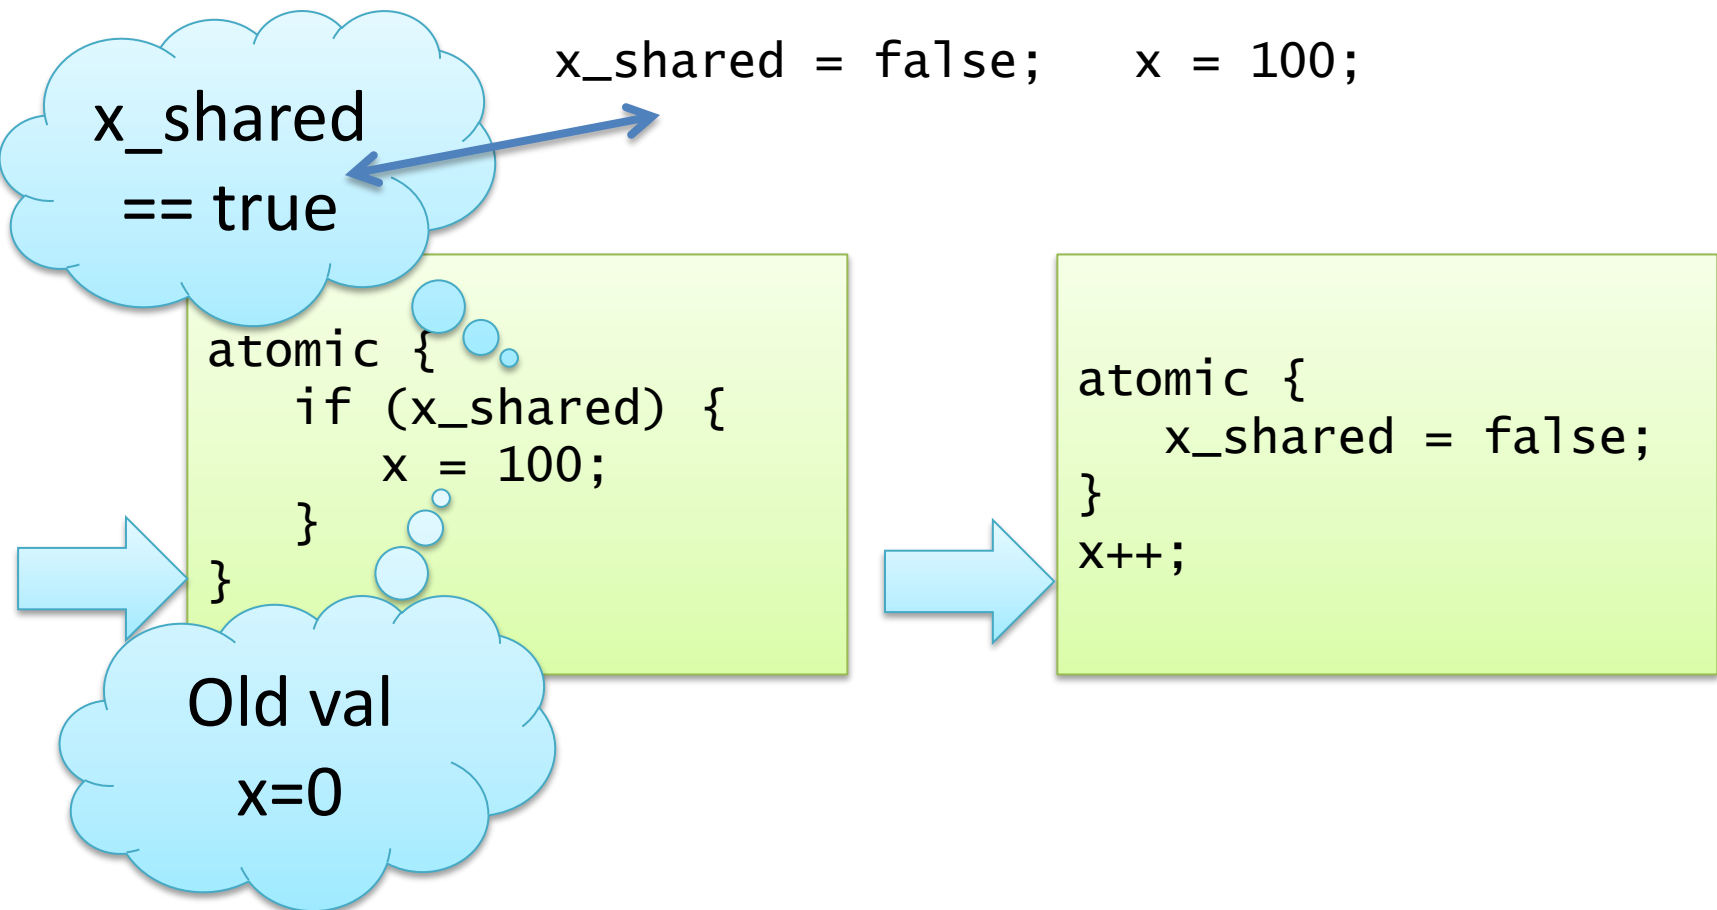 x_shared = false;   x = 100;
x_shared
== true
atomic {
   if (x_shared) {
      x = 100;
   }
}
Old val
x=0
atomic {
   x_shared = false;
}
x++;